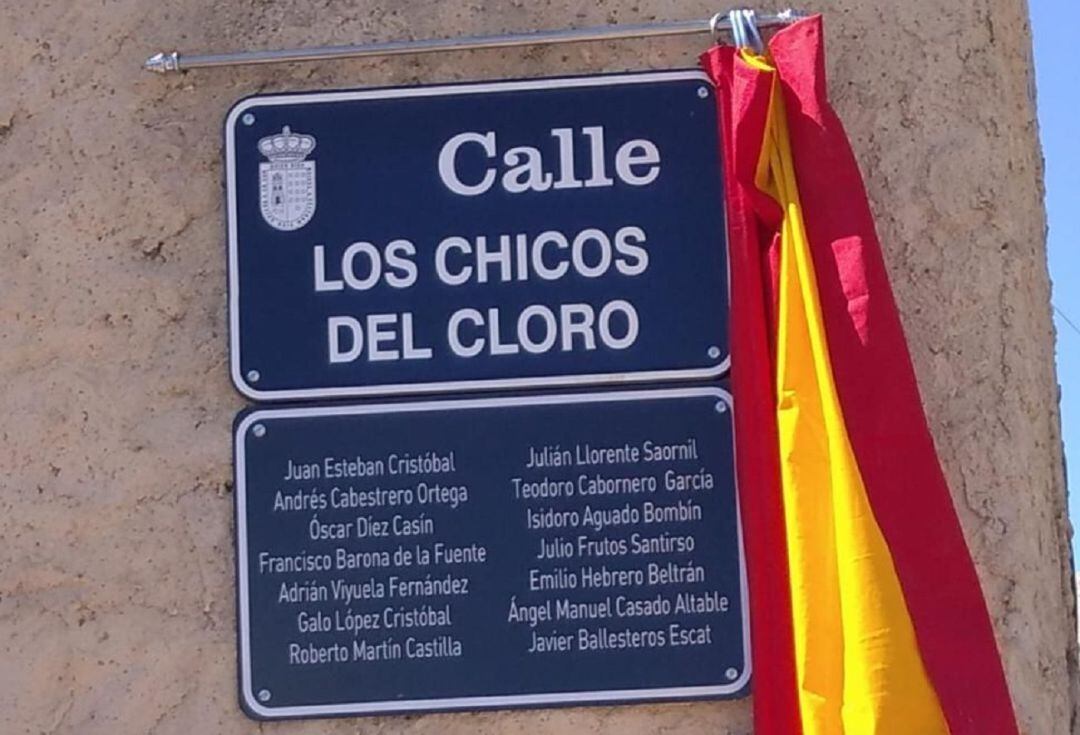 Calle
LOS CHICOS
DEL CLORO
Juan Esteban Cristóbal
Andrés Cabestrero Ortega
Óscar Díez Casín
Francisco Barona de la Fuente
Adrián Viyuela Fernández
Galo López Cristóbal
Roberto Martín Castilla
Julián Llorente Saornil
Teodoro Cabornero García
Isidoro Aguado Bombín
Julio Frutos Santirso
Emilio Hebrero Beltrán
Ángel Manuel Casado Altable
Javier Ballesteros Escat